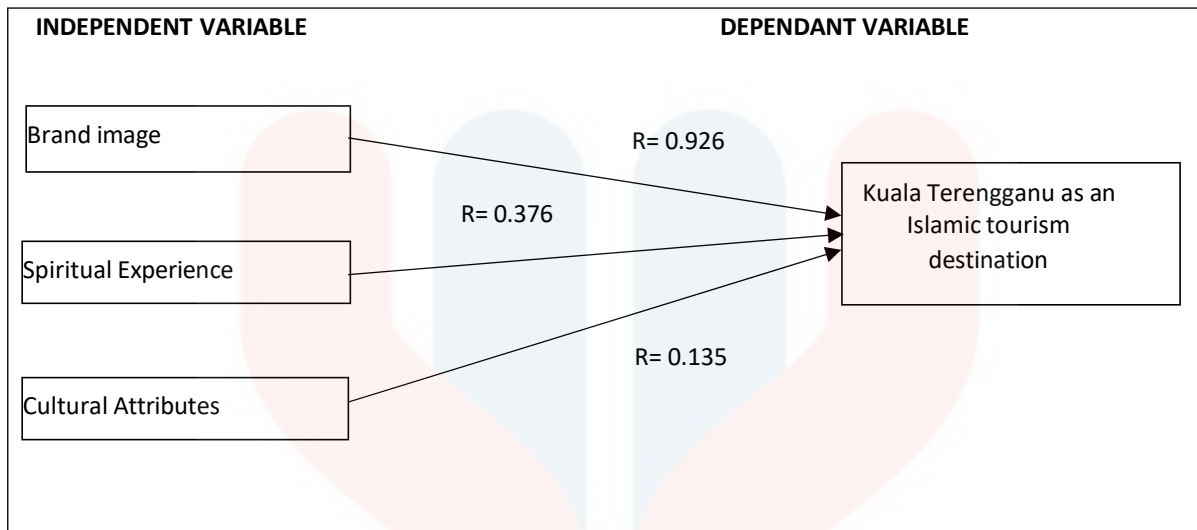 INDEPENDENT VARIABLE
DEPENDANT VARIABLE
Brand image
R= 0.926
Kuala Terengganu as an
Islamic tourism
destination
R= 0.376
Spiritual Experience
R= 0.135
Cultural Attributes